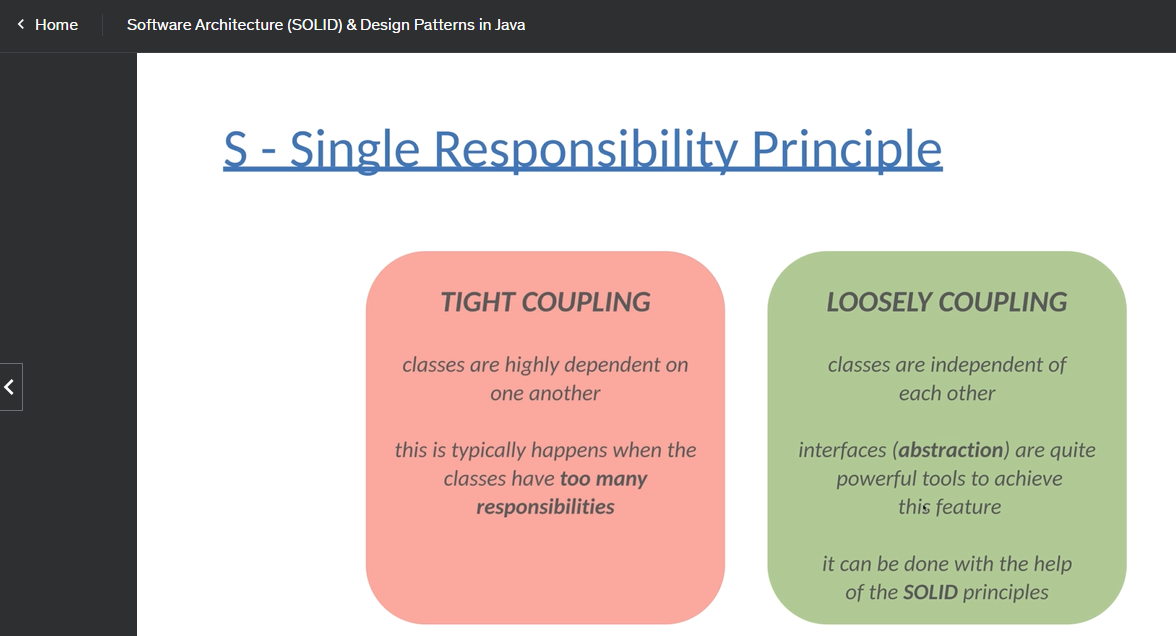 Home
Software Architecture (SOLID) & Design Patterns in Java
S - Single Responsibility Principle
TIGHT COUPLING
classes are highly dependent on
one another
this is typically happens when the
classes have too many
responsibilities
LOOSELY COUPLING
classes are independent of
each other
interfaces (abstraction) are quite
powerful tools to achieve
this feature
it can be done with the help
of the SOLID principles